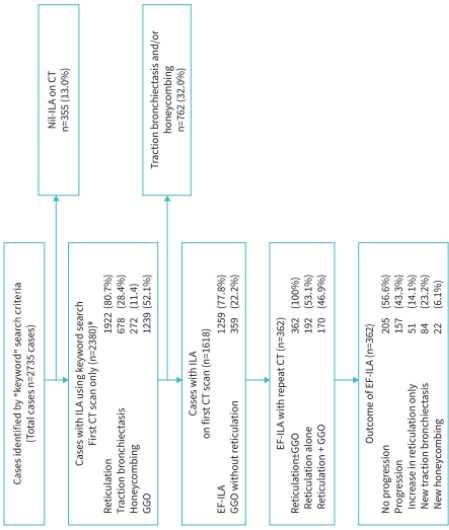 Cases identified by *keyword* search criteria
(Total cases n=2735 cases)
Nil-ILA on CT
n=355 (13.0%)
Cases with ILA using keyword search
First CT scan only (n=2380)#
Reticulation 1922 (80.7%)
Traction bronchiectasis 678 (28.4%)
Honeycombing 272 (11.4)
GGO 1239 (52.1%)
Traction bronchiectasis and/or
honeycombing
n=762 (32.0%)
Cases with ILA
on first CT scan (n=1618)
EF-ILA 1259 (77.8%)
GGO without reticulation 359 (22.2%)
EF-ILA with repeat CT (n=362)
Reticulation±GGO 362 (100%)
Reticulation alone 192 (53.1%)
Reticulation + GGO 170 (46.9%)
Outcome of EF-ILA (n=362)
No progression 205 (56.6%)
Progression 157 (43.3%)
Increase in reticulation only 51 (14.1%)
New traction bronchiectasis 84 (23.2%)
New honeycombing 22 (6.1%)